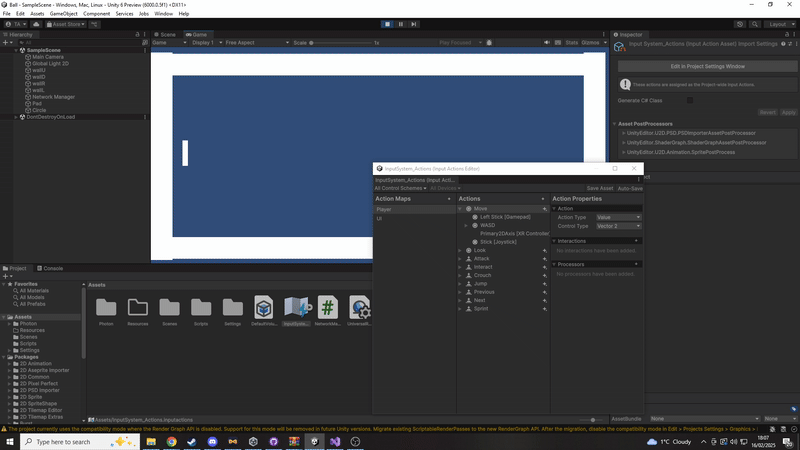 Ball - SampleScene - Windows, Mac, Linux - Unity 6 Preview (6000.0.3f1) <DX11>
File Edit Assets GameObject Component Services Jobs Window Help
TA Asset Store Layout
Hierarchy
All
SampleScene
Main Camera
Global Light 2D
wallU
wallD
wallR
wallL
Network Manager
Pad
Circle
DontDestroyOnLoad
Scene Game
Game Display 1 Free Aspect Scale 1x Play Focused Stats Gizmos
Inspector
Input System_Actions (Input Action Asset) Import Settings
Edit in Project Settings Window
These actions are assigned as the Project-wide Input Actions.
Generate C# Class
Revert Apply
Asset PostProcessors
UnityEditor.U2D.PSD.PSDImporterAssetPostProcessor
UnityEditor.ShaderGraph.ShaderGraphAssetPostProcessor
UnityEditor.U2D.Animation.SpritePostProcess
InputSystem_Actions (Input Actions Editor)
InputSystem_Actions (Input Acti...
All Control Schemes All Devices Save Asset Auto-Save
Action Maps
Player
UI
Actions
Move
Left Stick [Gamepad]
WASD
Primary2DAxis [XR Controller
Stick [Joystick]
Look
Attack
Interact
Crouch
Jump
Previous
Next
Sprint
Action Properties
Action
Action Type Value
Control Type Vector 2
Interactions
No interactions have been added.
Processors
No processors have been added.
Project Console
Favorites
All Materials
All Models
All Prefabs
Assets
Photon
Resources
Scenes
Scripts
Settings
Packages
2D Animation
2D Aseprite Importer
2D Common
2D Pixel Perfect
2D PSD Importer
2D Sprite
2D SpriteShape
2D Tilemap Editor
2D Tilemap Extras
Assets
Photon Resources Scenes Scripts Settings DefaultVolu... InputSyste... NetworkMa... UniversalR...
Assets/InputSystem_Actions.inputactions
AssetBundle None None
The project currently uses the compatibility mode where the Render Graph API is disabled. Support for this mode will be removed in future Unity versions. Migrate existing ScriptableRenderPasses to the new RenderGraph API. After the migration, disable the compatibility mode in Edit > Projects Settings > Graphics >
Type here to search
1°C Cloudy
18:07
16/02/2025